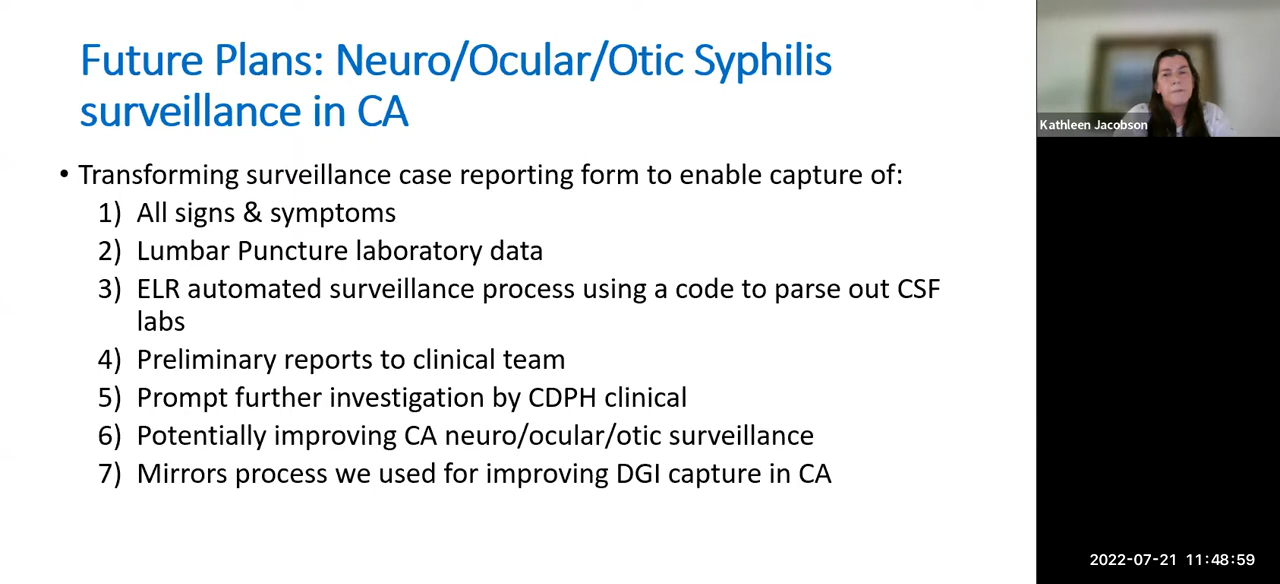 Future Plans: Neuro/Ocular/Otic Syphilis
surveillance in CA
• Transforming surveillance case reporting form to enable capture of:
1) All signs & symptoms
2) Lumbar Puncture laboratory data
3) ELR automated surveillance process using a code to parse out CSF
labs
4) Preliminary reports to clinical team
5) Prompt further investigation by CDPH clinical
6) Potentially improving CA neuro/ocular/otic surveillance
7) Mirrors process we used for improving DGI capture in CA
Kathleen Jacobson
2022-07-21 11:48:59